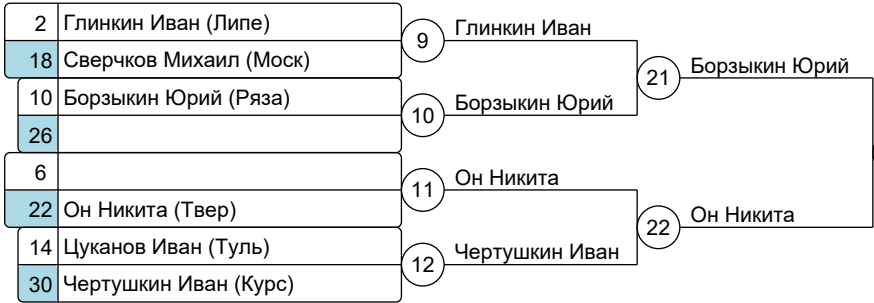 2 Глинкин Иван (Липе)
18 Сверчков Михаил (Моск)
9 Глинкин Иван
10 Борзыкин Юрий (Ряза)
26
10 Борзыкин Юрий
21 Борзыкин Юрий
6
22 Он Никита (Твер)
11 Он Никита
14 Цуканов Иван (Туль)
30 Чертушкин Иван (Курс)
12 Чертушкин Иван
22 Он Никита